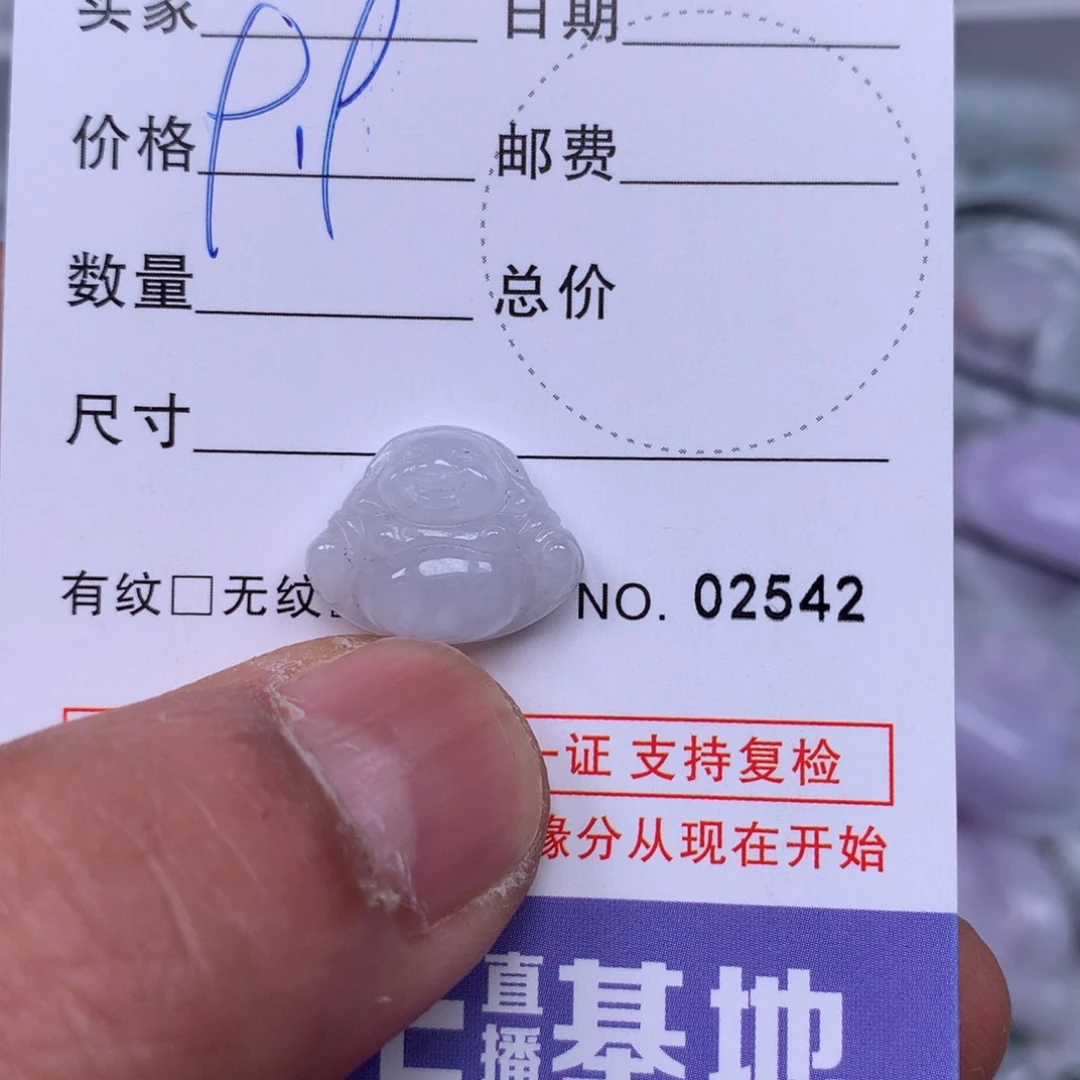 买家 日期
价格 P.P 邮费
数量 总价
尺寸
有纹□无纹 NO. 02542
一证 支持复检
缘分从现在开始
直播基地